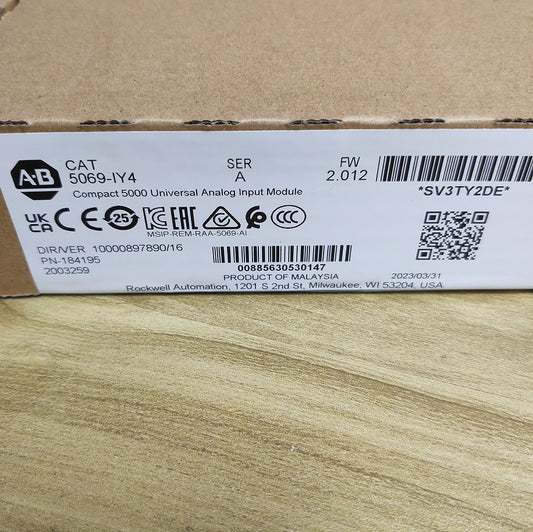 A-B
CAT SER FW
5069-IY4 A 2.012
Compact 5000 Universal Analog Input Module
*SV3TY2DE*
UK CA CE 25
MSIP-REM-RAA-5069-AI
CCC
DIR/VER 10000897890/16
PN-184195
2003259
00885630530147
PRODUCT OF MALAYSIA
2023/03/31
Rockwell Automation, 1201 S 2nd St, Milwaukee, WI 53204, USA